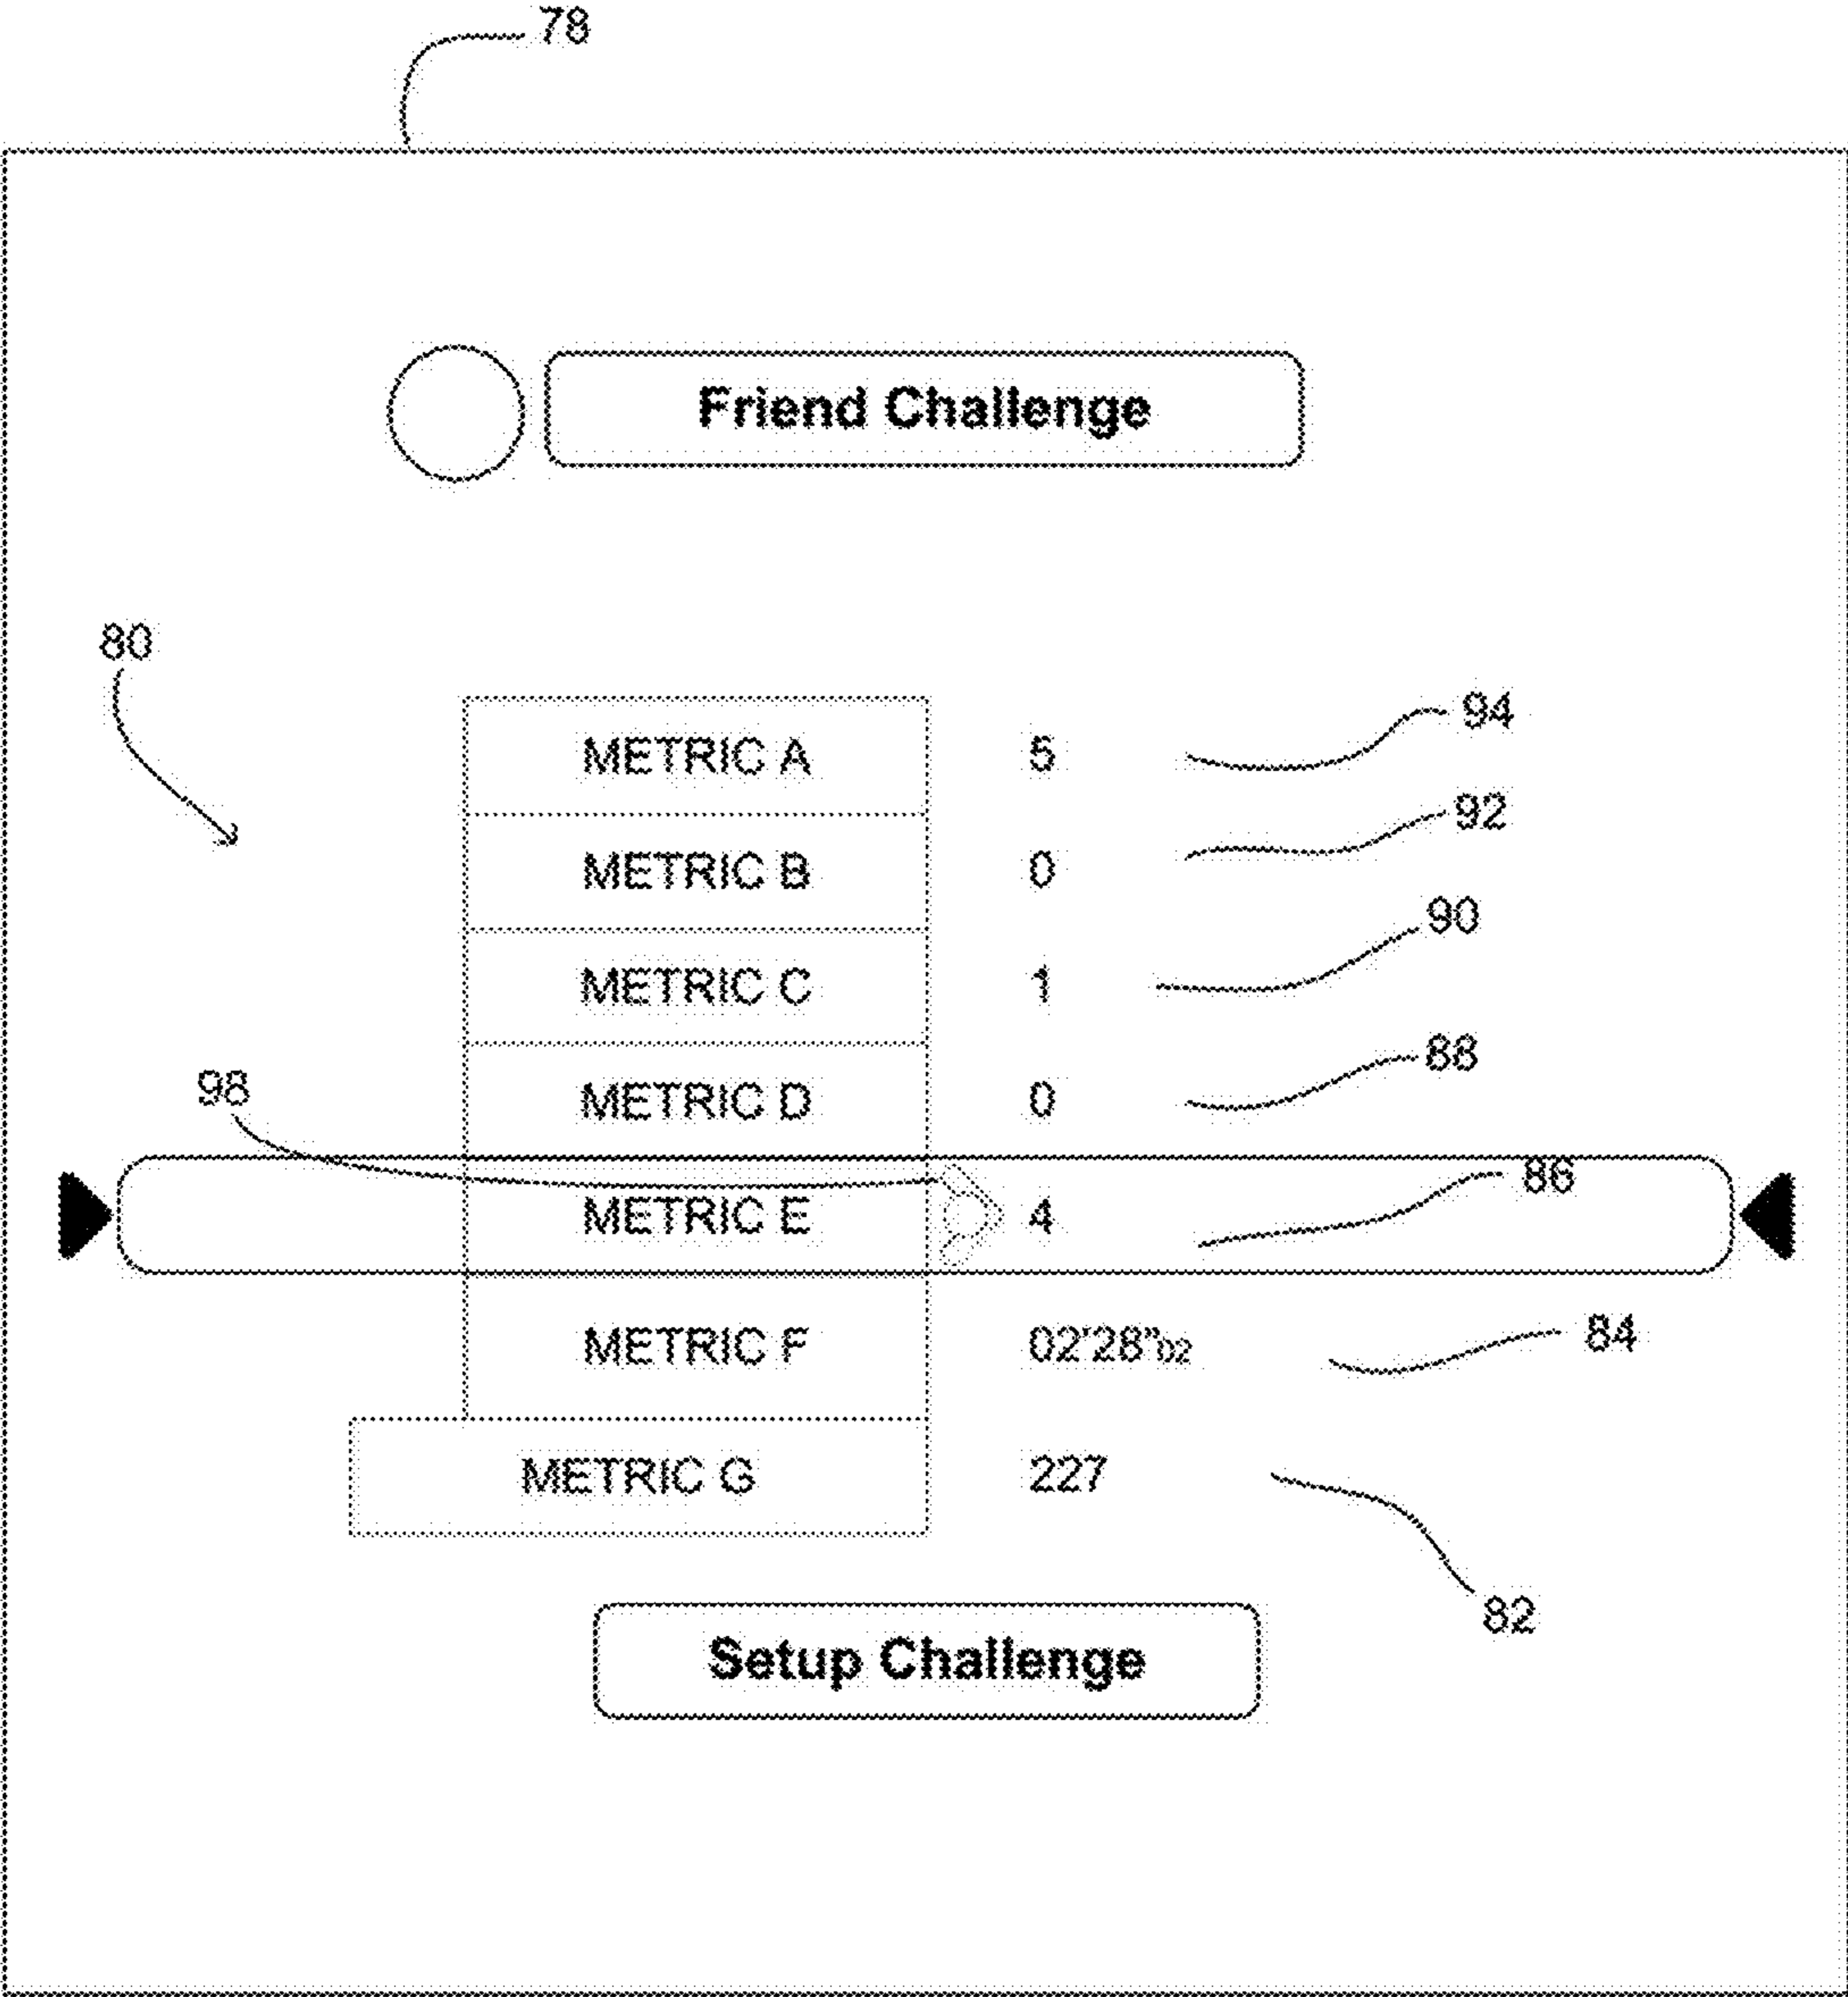 78
Friend Challenge
80
METRIC A 5 94
METRIC B 0 92
METRIC C 1 90
METRIC D 0 88
98
METRIC E 4 86
METRIC F 02'28"02 84
METRIC G 227
82
Setup Challenge